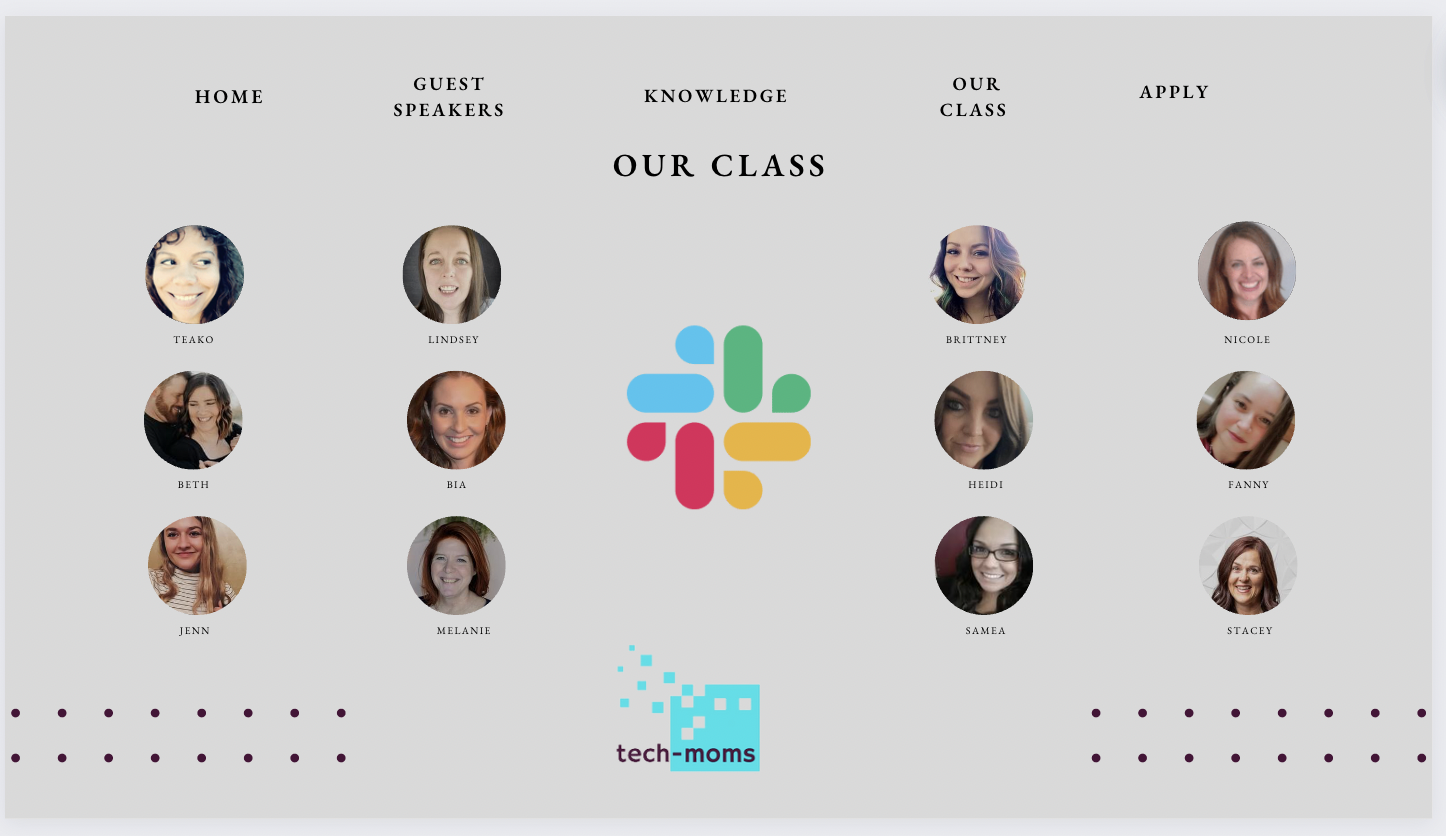 HOME
GUEST
SPEAKERS
KNOWLEDGE
OUR
CLASS
APPLY
OUR CLASS
TEAKO
LINDSEY
BRITTNEY
NICOLE
BETH
BIA
HEIDI
FANNY
JENN
MELANIE
SAMEA
STACEY
tech-moms